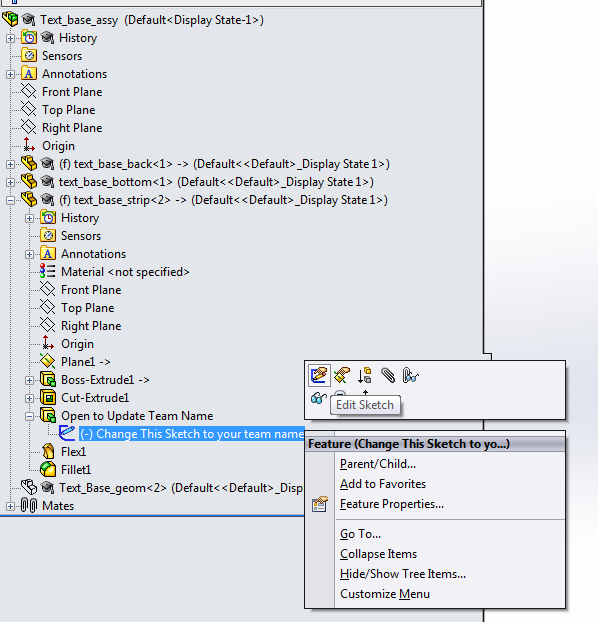 Text_base_assy (Default<Display State-1>)
History
Sensors
Annotations
Front Plane
Top Plane
Right Plane
Origin
(f) text_base_back<1> -> (Default<<Default>_Display State 1>)
text_base_bottom<1> (Default<<Default>_Display State 1>)
(f) text_base_strip<2> -> (Default<<Default>_Display State 1>)
History
Sensors
Annotations
Material <not specified>
Front Plane
Top Plane
Right Plane
Origin
Plane1 ->
Boss-Extrude1 ->
Cut-Extrude1
Open to Update Team Name
(-) Change This Sketch to your team name
Flex1
Fillet1
Text_Base_geom<2> (Default<<Default>_Disp
Mates
Edit Sketch
Feature (Change This Sketch to yo...)
Parent/Child...
Add to Favorites
Feature Properties...
Go To...
Collapse Items
Hide/Show Tree Items...
Customize Menu